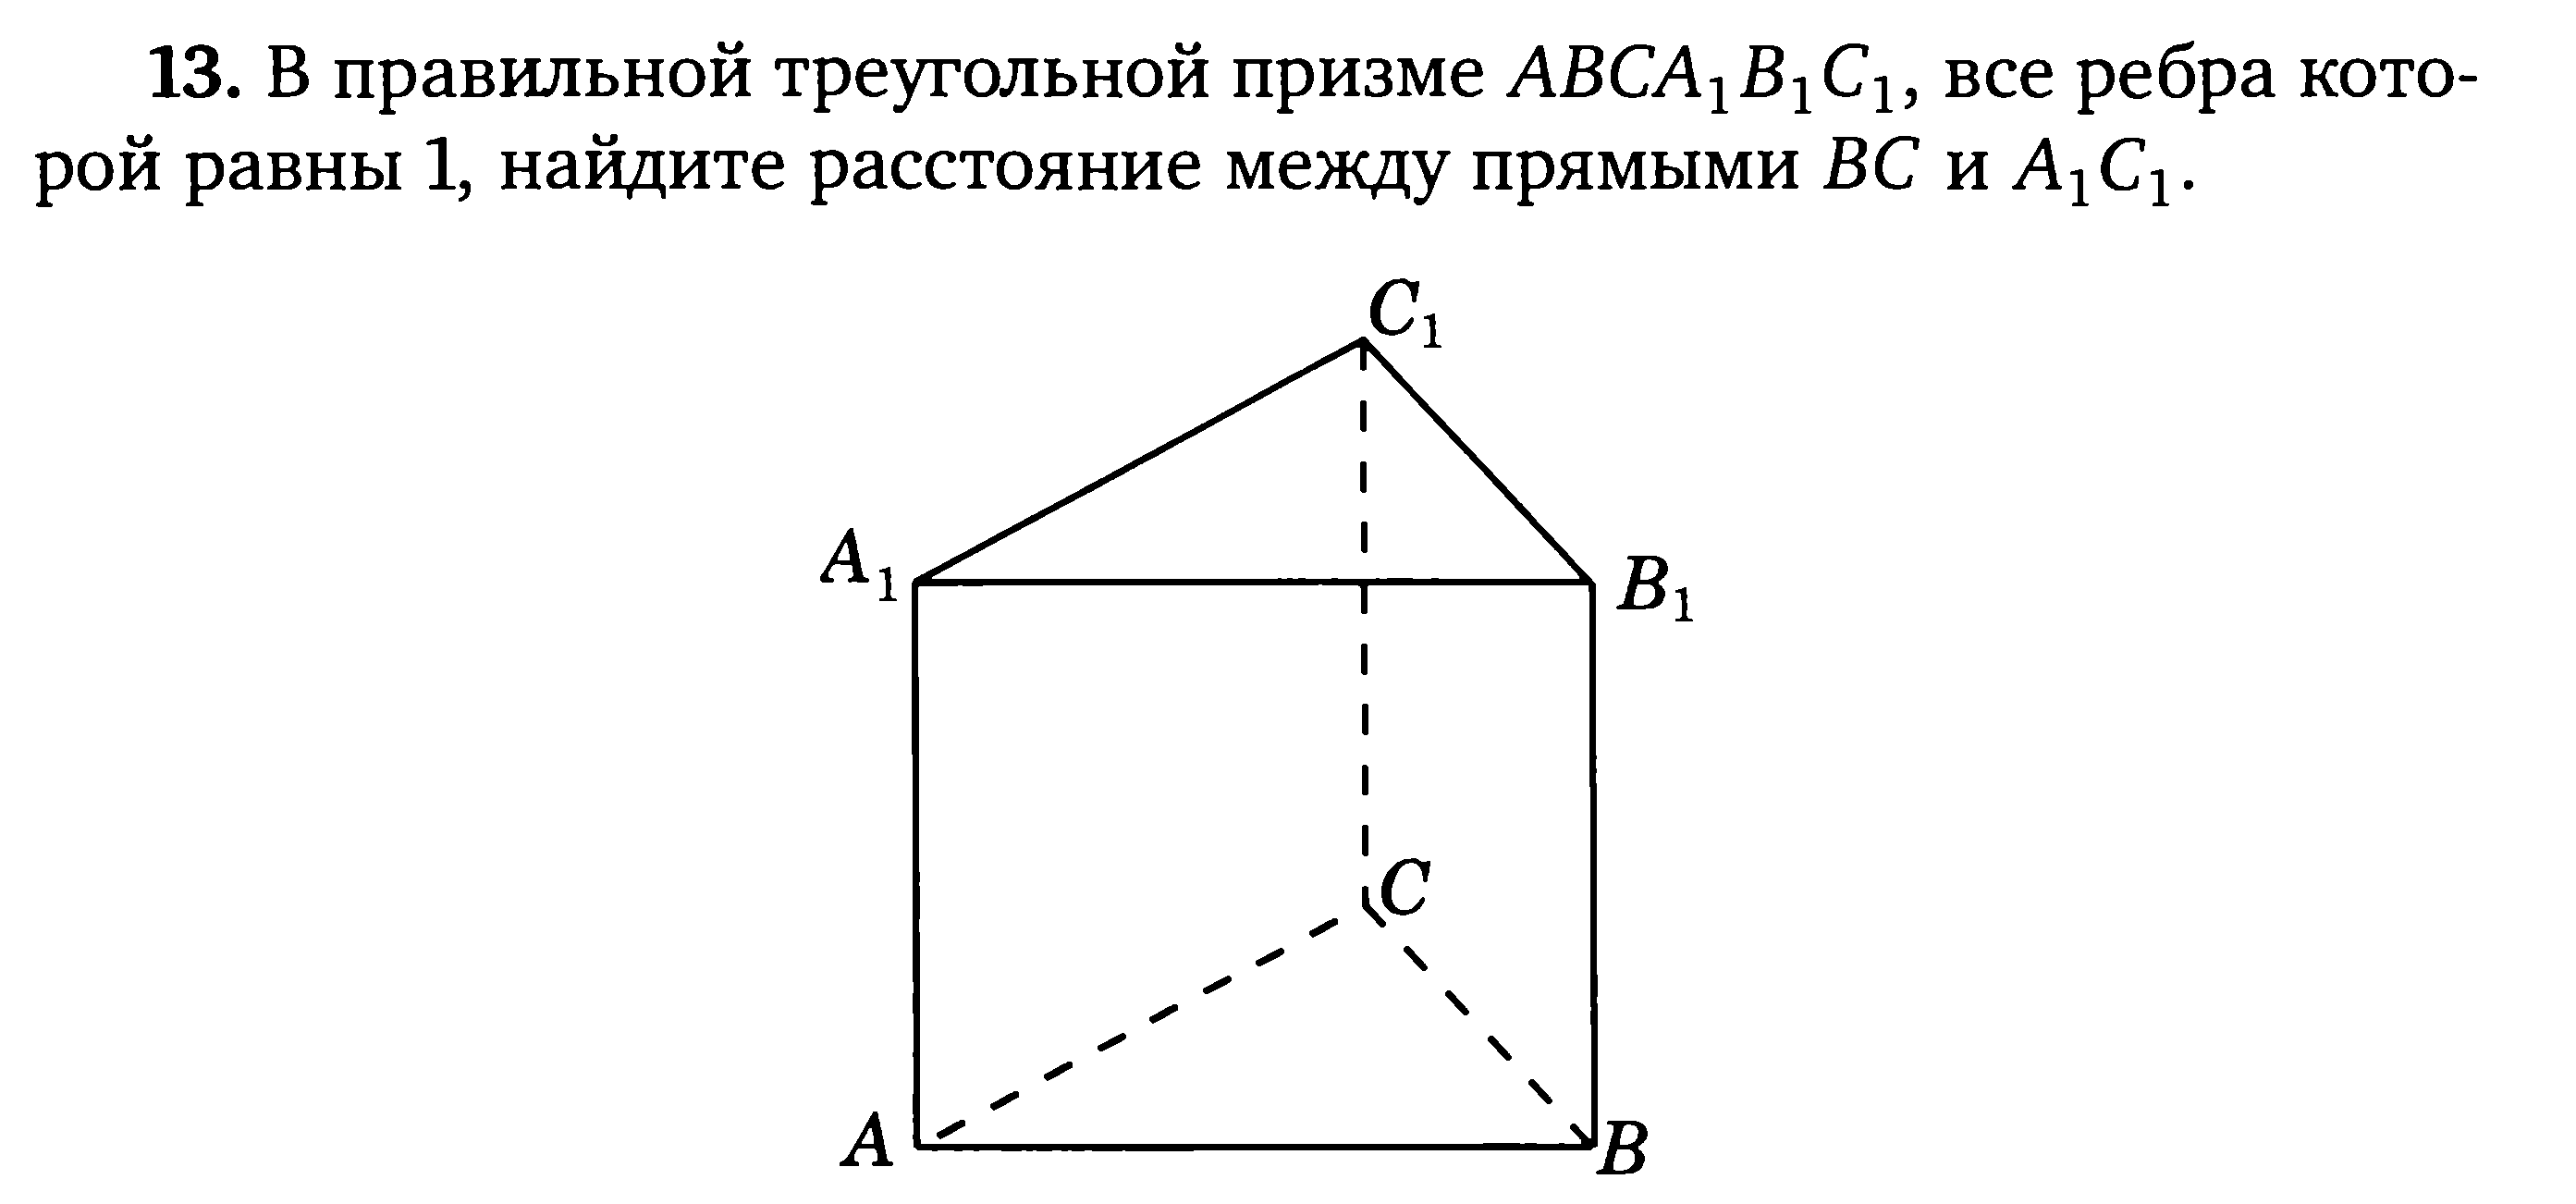 13. В правильной треугольной призме ABCA₁B₁C₁, все ребра кото-
рой равны 1, найдите расстояние между прямыми BC и A₁C₁.
C₁
A₁
B₁
C
A
B